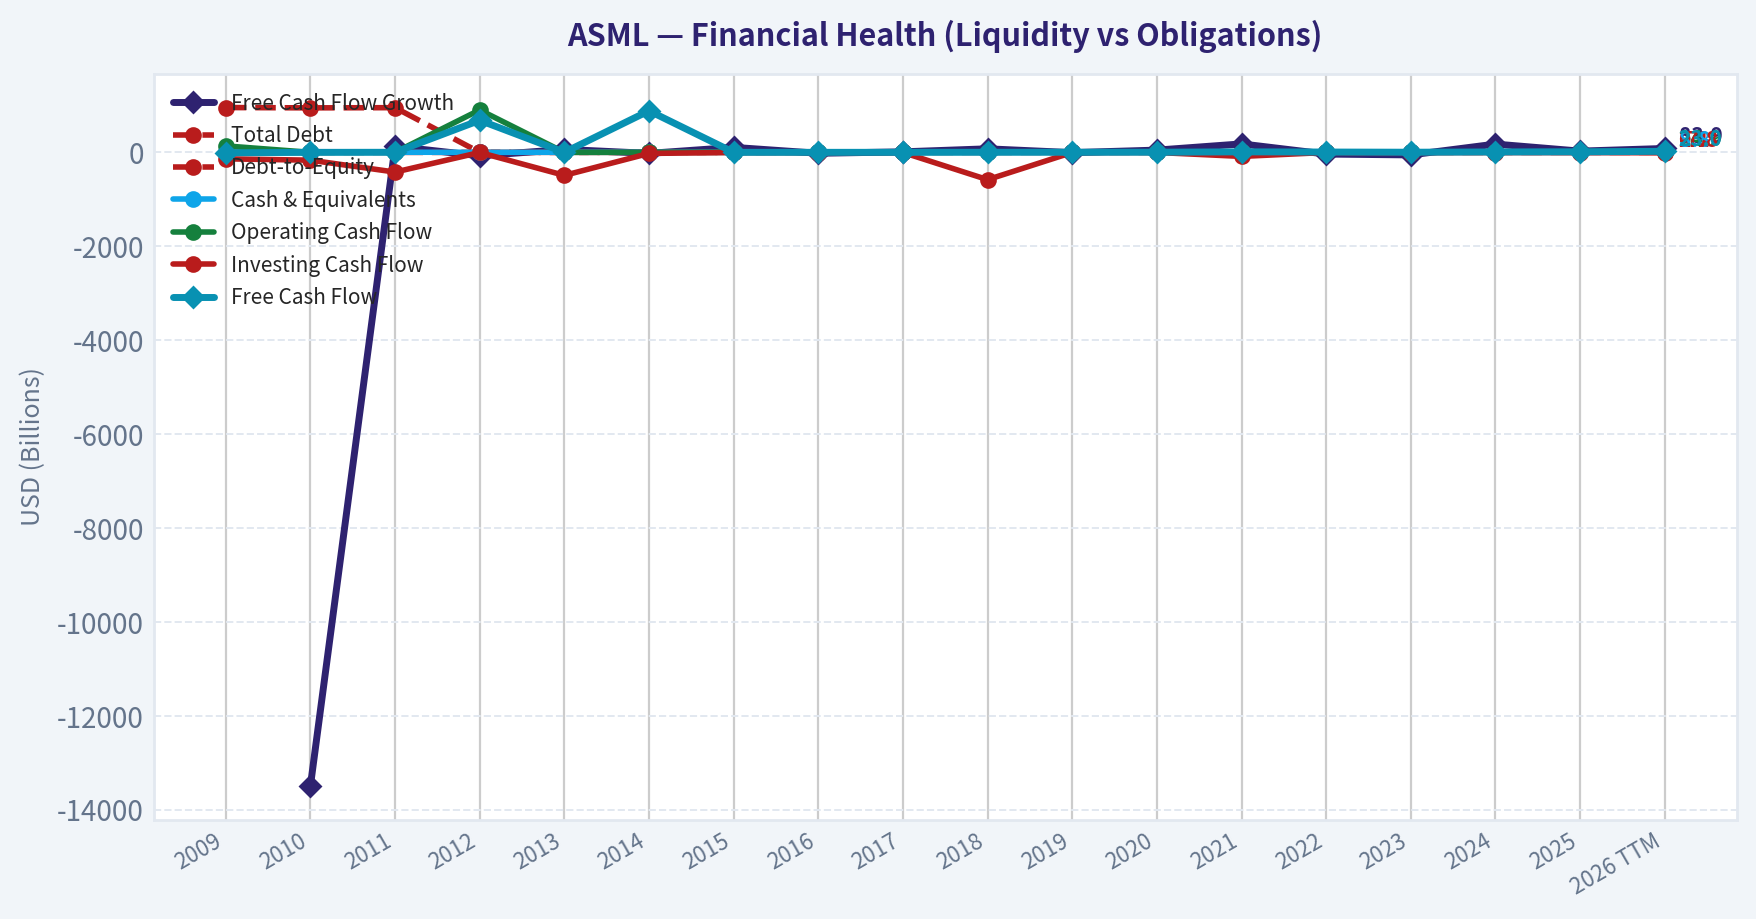 ASML — Financial Health (Liquidity vs Obligations)
Free Cash Flow Growth
Total Debt
Debt-to-Equity
Cash & Equivalents
Operating Cash Flow
Investing Cash Flow
Free Cash Flow
USD (Billions)
0
-2000
-4000
-6000
-8000
-10000
-12000
-14000
2009
2010
2011
2012
2013
2014
2015
2016
2017
2018
2019
2020
2021
2022
2023
2024
2025
2026 TTM